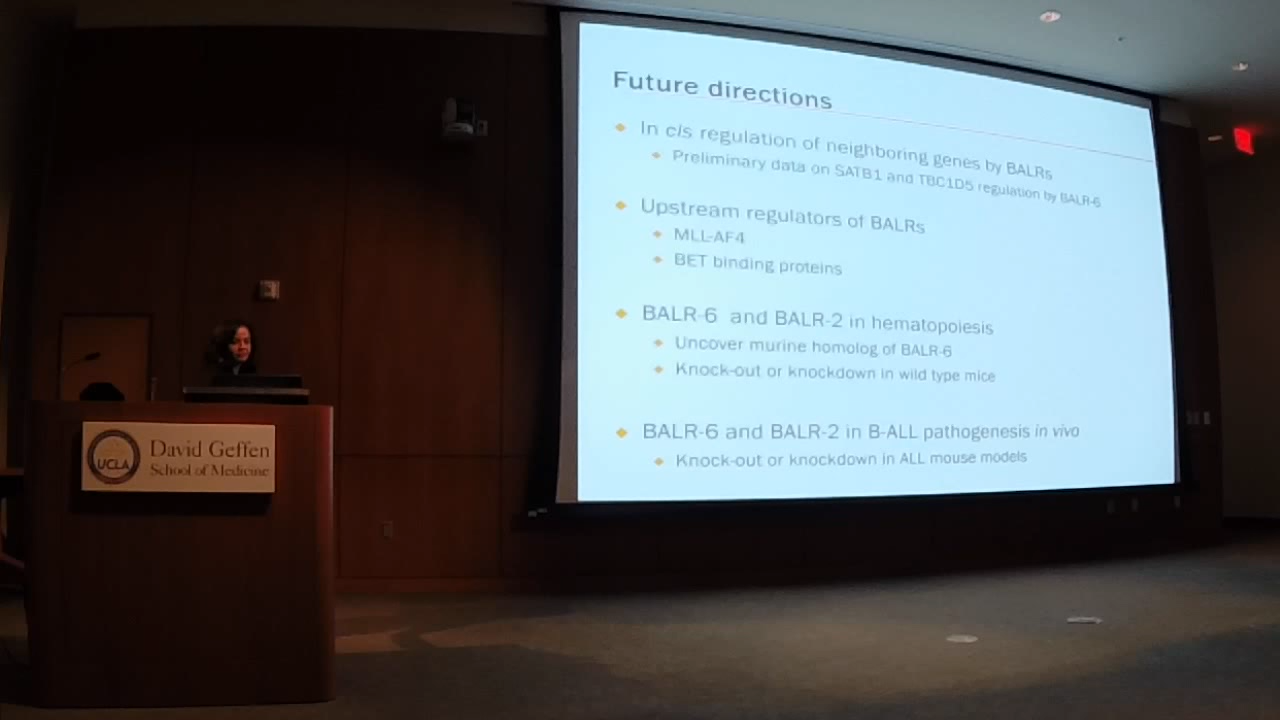 Future directions
In cis regulation of neighboring genes by BALRs
Preliminary data on SATB1 and TBC1D5 regulation by BALR-6
Upstream regulators of BALRs
MLL-AF4
BET binding proteins
BALR-6 and BALR-2 in hematopoiesis
Uncover murine homolog of BALR-6
Knock-out or knockdown in wild type mice
BALR-6 and BALR-2 in B-ALL pathogenesis in vivo
Knock-out or knockdown in ALL mouse models
UCLA
David Geffen
School of Medicine